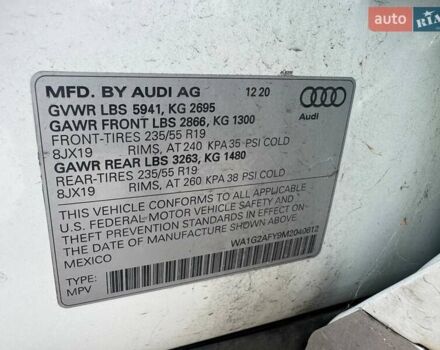 auto RIA
MFD. BY AUDI AG 12 20
GVWR LBS 5941, KG 2695
GAWR FRONT LBS 2866, KG 1300
FRONT-TIRES 235/55 R19
8JX19 RIMS, AT 240 KPA 35 PSI COLD
GAWR REAR LBS 3263, KG 1480
REAR-TIRES 235/55 R19
8JX19 RIMS, AT 260 KPA 38 PSI COLD
Audi
THIS VEHICLE CONFORMS TO ALL APPLICABLE
U.S. FEDERAL MOTOR VEHICLE SAFETY AND
THEFT PREVENTION STANDARDS IN EFFECT ON
THE DATE OF MANUFACTURE SHOWN ABOVE.
MEXICO
WA1G2AFY9M2040612
TYPE:
MPV